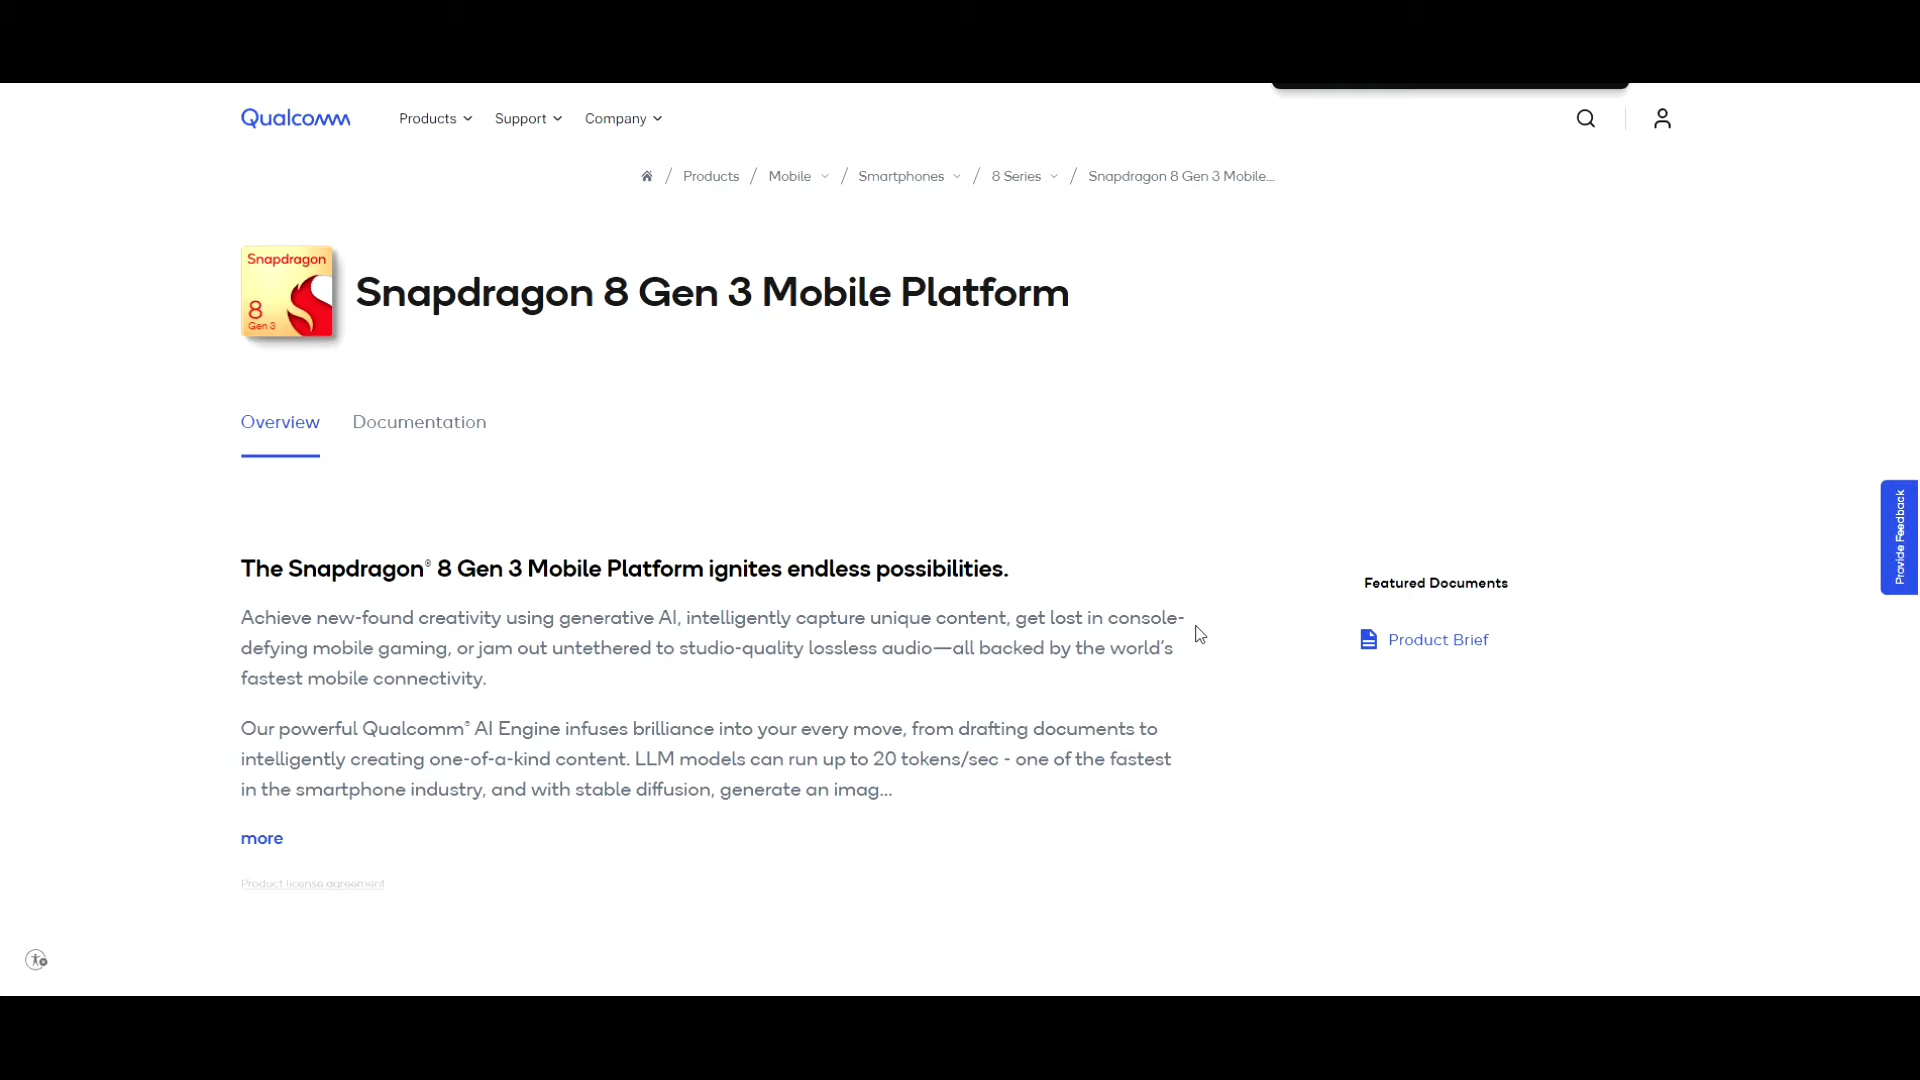 Qualcomm
Products Support Company
/ Products / Mobile / Smartphones / 8 Series / Snapdragon 8 Gen 3 Mobile...
Snapdragon
8
Gen 3
Snapdragon 8 Gen 3 Mobile Platform
Overview Documentation
The Snapdragon® 8 Gen 3 Mobile Platform ignites endless possibilities.
Achieve new-found creativity using generative AI, intelligently capture unique content, get lost in console-
defying mobile gaming, or jam out untethered to studio-quality lossless audio—all backed by the world’s
fastest mobile connectivity.
Our powerful Qualcomm® AI Engine infuses brilliance into your every move, from drafting documents to
intelligently creating one-of-a-kind content. LLM models can run up to 20 tokens/sec - one of the fastest
in the smartphone industry, and with stable diffusion, generate an imag...
more
Product license agreement
Featured Documents
Product Brief
Provide Feedback